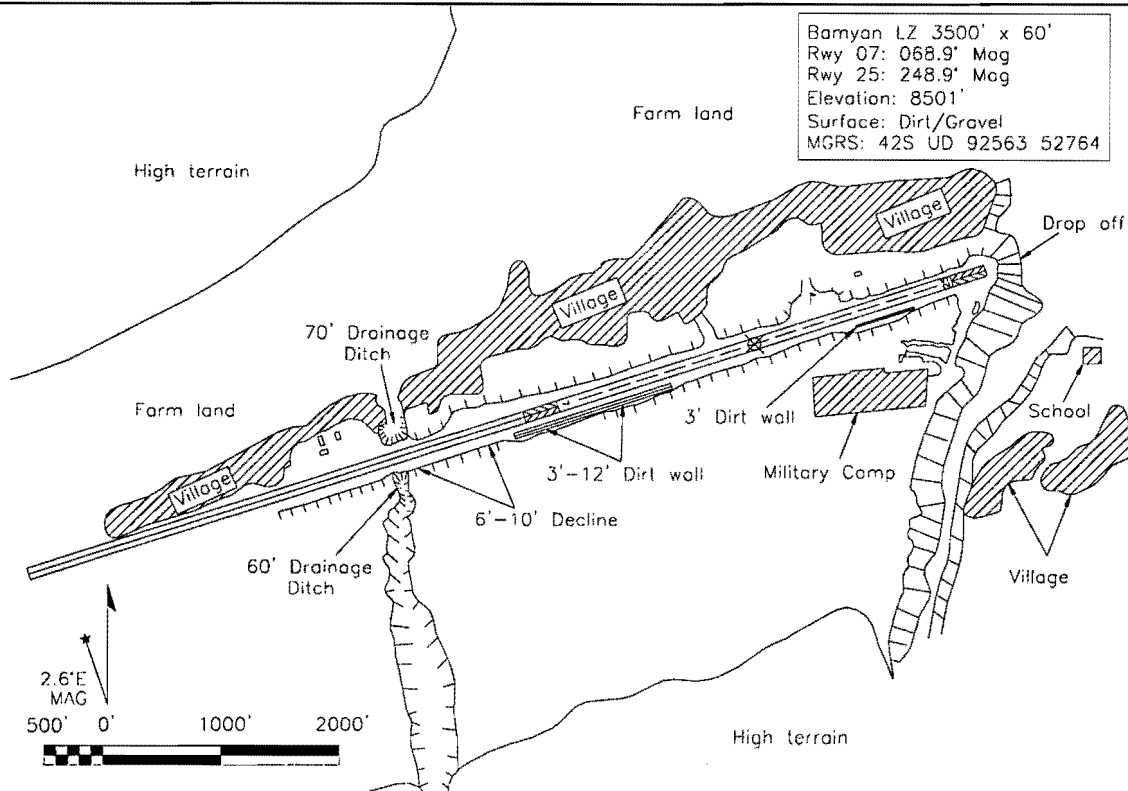 Bamyan LZ 3500' x 60'
Rwy 07: 068.9° Mag
Rwy 25: 248.9° Mag
Elevation: 8501'
Surface: Dirt/Gravel
MGRS: 42S UD 92563 52764
Farm land
High terrain
Village
Drop off
Village
70' Drainage
Ditch
Farm land
3' Dirt wall
School
Village
3'-12' Dirt wall
Military Camp
6'-10' Decline
60' Drainage
Ditch
Village
2.6°E
MAG
500' 0' 1000' 2000'
High terrain